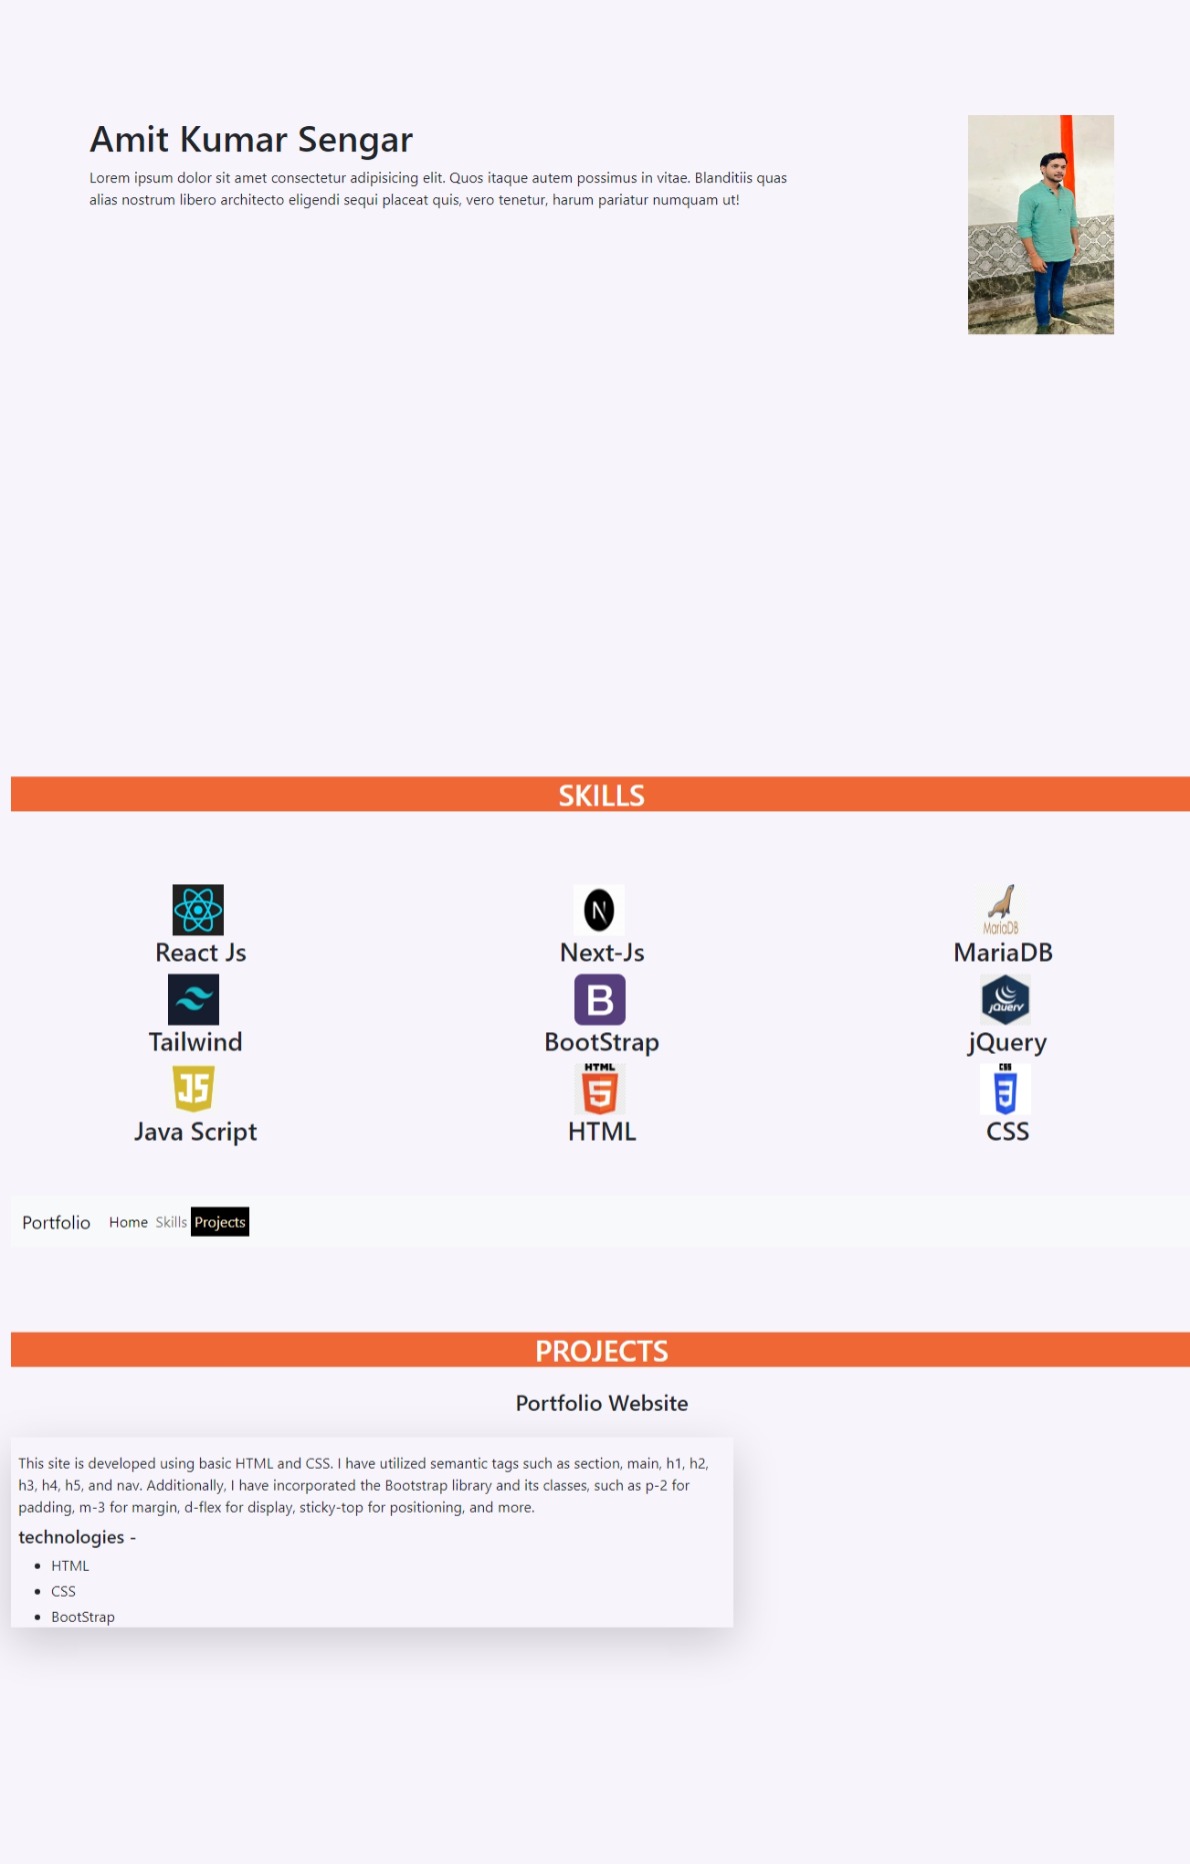 Amit Kumar Sengar
Lorem ipsum dolor sit amet consectetur adipisicing elit. Quos itaque autem possimus in vitae. Blanditiis quas
alias nostrum libero architecto eligendi sequi placeat quis, vero tenetur, harum pariatur numquam ut!
SKILLS
N
MariaDB
React Js Next-Js MariaDB
B
jQuery
Tailwind BootStrap jQuery
JS
HTML
5
CSS
3
Java Script HTML CSS
Portfolio Home Skills Projects
PROJECTS
Portfolio Website
This site is developed using basic HTML and CSS. I have utilized semantic tags such as section, main, h1, h2,
h3, h4, h5, and nav. Additionally, I have incorporated the Bootstrap library and its classes, such as p-2 for
padding, m-3 for margin, d-flex for display, sticky-top for positioning, and more.
technologies -
HTML
CSS
BootStrap